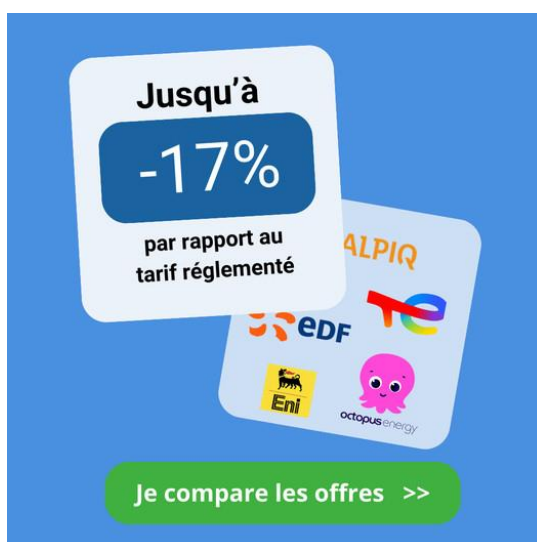 Jusqu'à
-17%
par rapport au
tarif réglementé
ALPIQ
eDF
Eni
octopus energy
Je compare les offres >>